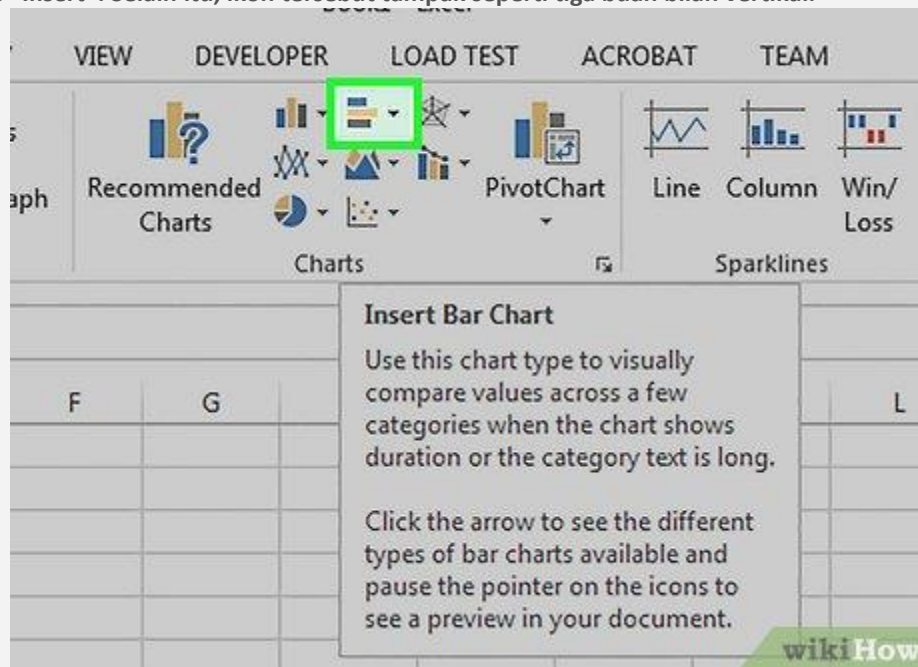 VIEW DEVELOPER LOAD TEST ACROBAT TEAM
Recommended
Charts
PivotChart
Line Column Win/
Loss
aph
Charts Sparklines
Insert Bar Chart
Use this chart type to visually
compare values across a few
categories when the chart shows
duration or the category text is long.
Click the arrow to see the different
types of bar charts available and
pause the pointer on the icons to
see a preview in your document.
F G L
wikiHow